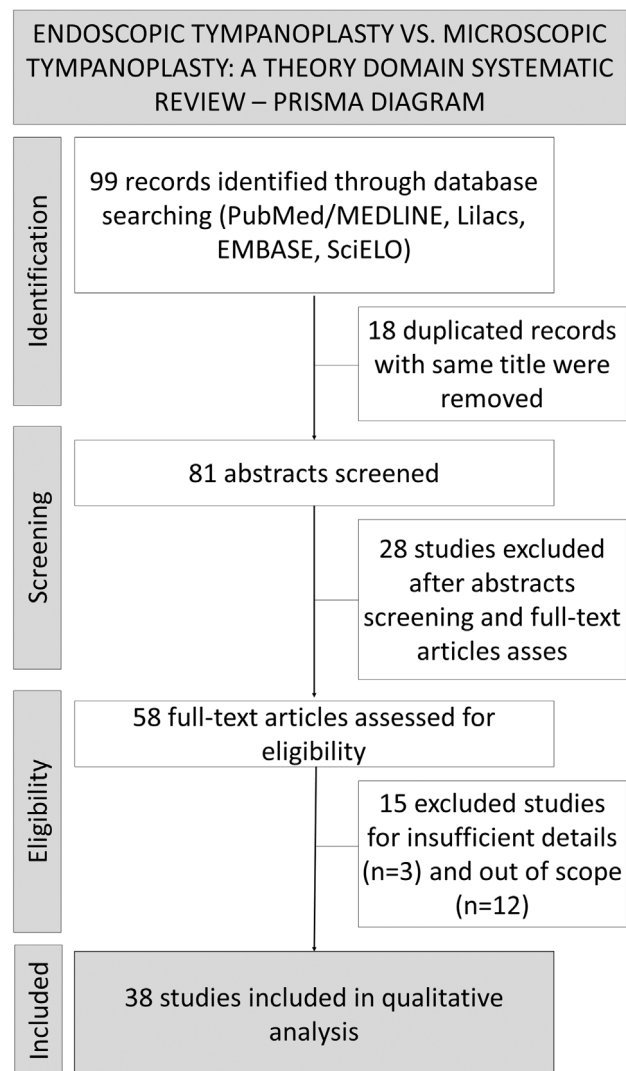 ENDOSCOPIC TYMPANOPLASTY VS. MICROSCOPIC
TYMPANOPLASTY: A THEORY DOMAIN SYSTEMATIC
REVIEW – PRISMA DIAGRAM
Identification
99 records identified through database
searching (PubMed/MEDLINE, Lilacs,
EMBASE, SciELO)
18 duplicated records
with same title were
removed
Screening
81 abstracts screened
28 studies excluded
after abstracts
screening and full-text
articles asses
Eligibility
58 full-text articles assessed for
eligibility
15 excluded studies
for insufficient details
(n=3) and out of scope
(n=12)
Included
38 studies included in qualitative
analysis